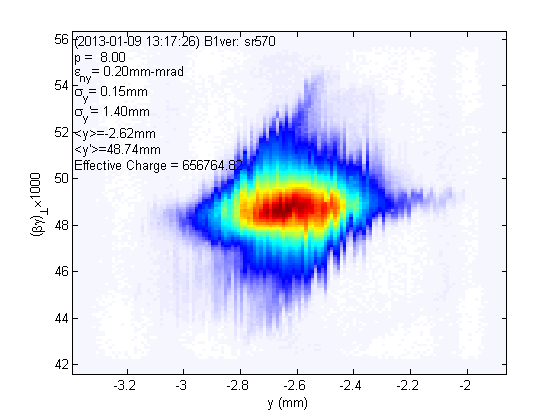 (2013-01-09 13:17:26) B1ver: sr570
p = 8.00
εny= 0.20mm-mrad
σy= 0.15mm
σy'= 1.40mm
<y>=-2.62mm
<y'>=48.74mm
Effective Charge = 656764.82
56
54
52
50
48
46
44
42
(βγ)⊥×1000
-3.2 -3 -2.8 -2.6 -2.4 -2.2 -2
y (mm)